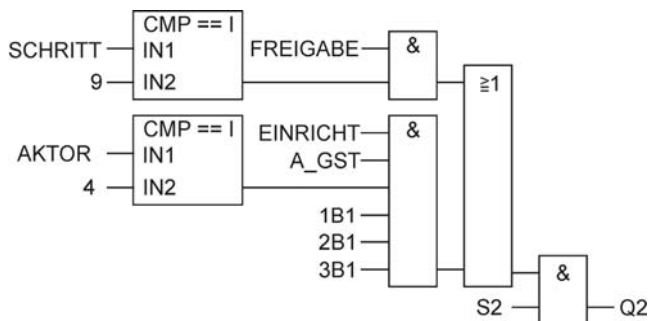 CMP == I
SCHRITT IN1 FREIGABE &
9 IN2 ≧1
CMP == I EINRICHT &
AKTOR IN1 A_GST
4 IN2
1B1
2B1
3B1 &
S2 Q2